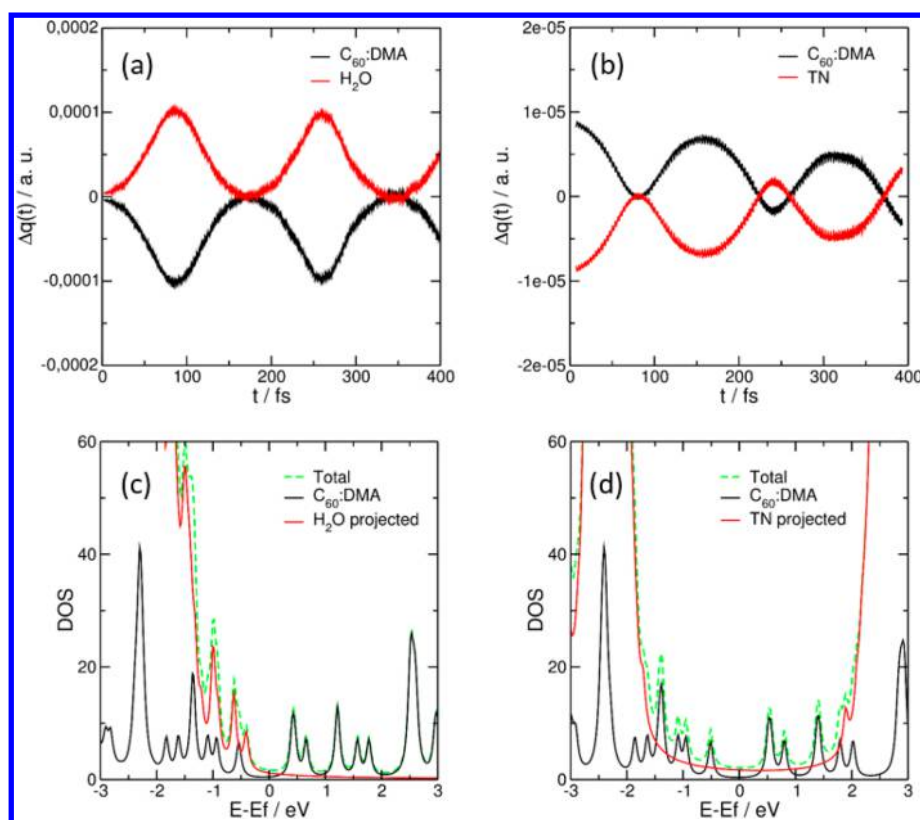 (a)
C60:DMA
H2O
0,0002
0,0001
0
-0,0001
-0,0002
Δq(t) / a. u.
0 100 200 300 400
t / fs
(b)
C60:DMA
TN
2e-05
1e-05
0
-1e-05
-2e-05
Δq(t) / a. u.
0 100 200 300 400
t / fs
(c)
Total
C60:DMA
H2O projected
60
40
20
0
DOS
-3 -2 -1 0 1 2 3
E-Ef / eV
(d)
Total
C60:DMA
TN projected
60
40
20
0
DOS
-3 -2 -1 0 1 2 3
E-Ef / eV